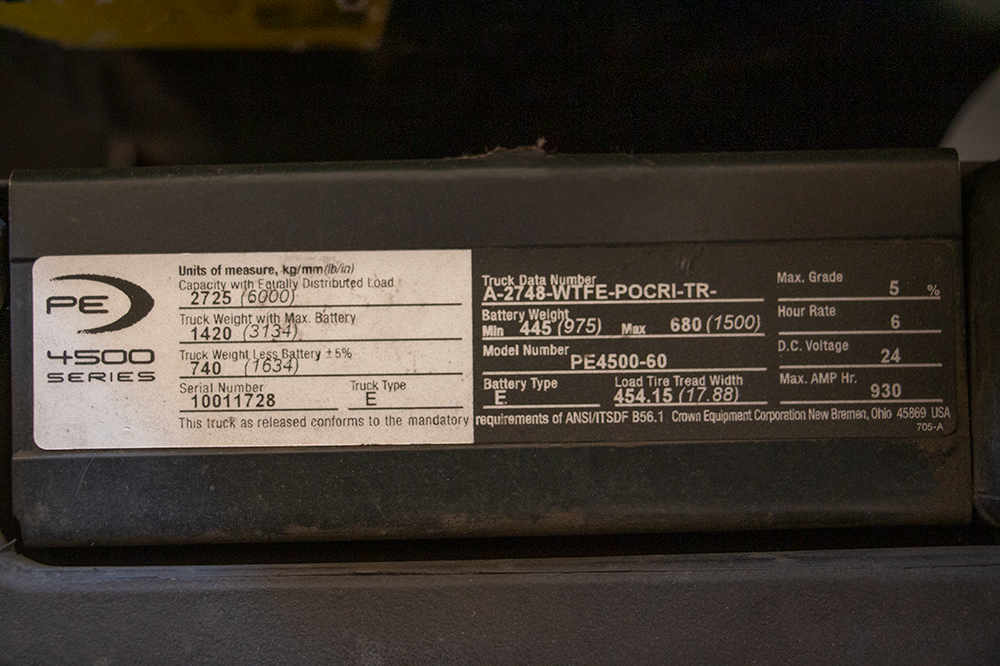 PE
4500
SERIES
Units of measure, kg/mm(lb/in)
Capacity with Equally Distributed Load
2725 (6000)
Truck Weight with Max. Battery
1420 (3134)
Truck Weight Less Battery ±5%
740 (1634)
Serial Number
10011728
Truck Type
E
Truck Data Number
A-2748-WTFE-POCRI-TR-
Battery Weight
Min 445 (975) Max 680 (1500)
Model Number
PE4500-60
Battery Type
E
Load Tire Tread Width
454.15 (17.88)
Max. Grade
5 %
Hour Rate
6
D.C. Voltage
24
Max. AMP Hr.
930
This truck as released conforms to the mandatory requirements of ANSI/ITSDF B56.1 Crown Equipment Corporation New Bremen, Ohio 45869 USA
705-A